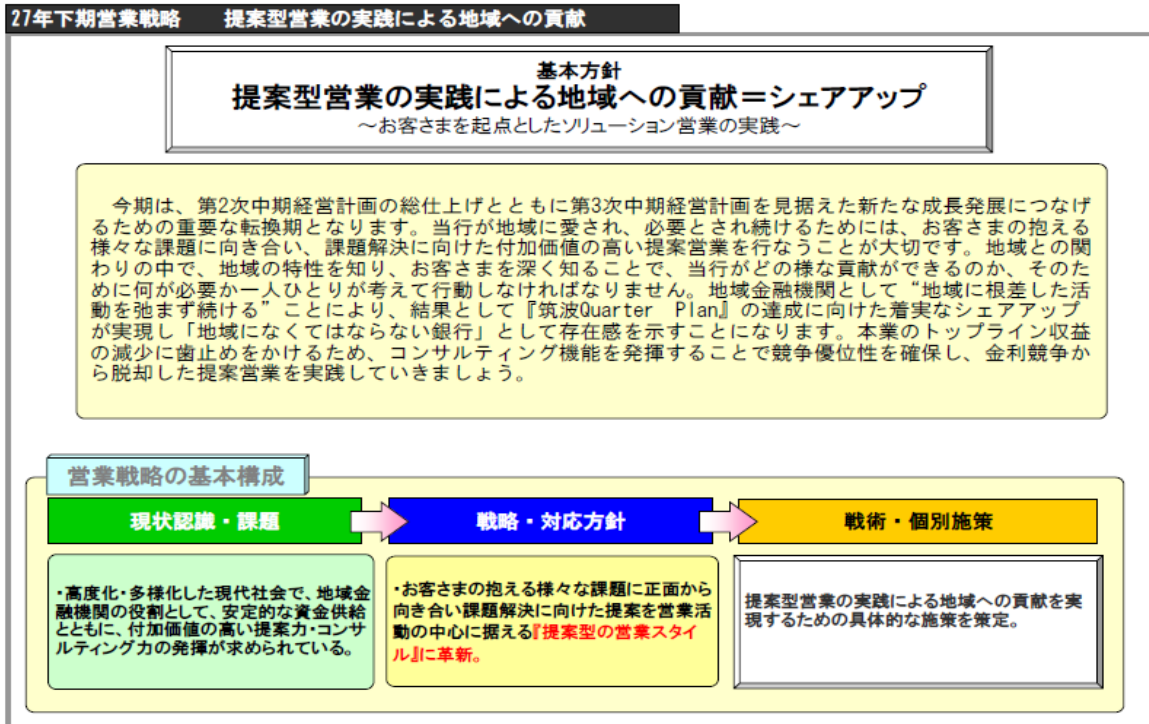 27年下期営業戦略　　提案型営業の実践による地域への貢献
基本方針
提案型営業の実践による地域への貢献＝シェアアップ
～お客さまを起点としたソリューション営業の実践～
　今期は、第2次中期経営計画の総仕上げとともに第3次中期経営計画を見据えた新たな成長発展につなげ
るための重要な転換期となります。当行が地域に愛され、必要とされ続けるためには、お客さまの抱える
様々な課題に向き合い、課題解決に向けた付加価値の高い提案営業を行なうことが大切です。地域との関
わりの中で、地域の特性を知り、お客さまを深く知ることで、当行がどの様な貢献ができるのか、そのた
めに何が必要か一人ひとりが考えて行動しなければなりません。地域金融機関として“地域に根差した活
動を弛まず続ける”ことにより、結果として『筑波Quarter　Plan』の達成に向けた着実なシェアアップ
が実現し「地域になくてはならない銀行」として存在感を示すことになります。本業のトップライン収益
の減少に歯止めをかけるため、コンサルティング機能を発揮することで競争優位性を確保し、金利競争か
ら脱却した提案営業を実践していきましょう。
営業戦略の基本構成
現状認識・課題
戦略・対応方針
戦術・個別施策
・高度化・多様化した現代社会で、地域金
融機関の役割として、安定的な資金供給
とともに、付加価値の高い提案力・コンサ
ルティング力の発揮が求められている。
・お客さまの抱える様々な課題に正面から
向き合い課題解決に向けた提案を営業活
動の中心に据える『提案型の営業スタイ
ル』に革新。
提案型営業の実践による地域への貢献を実
現するための具体的な施策を策定。